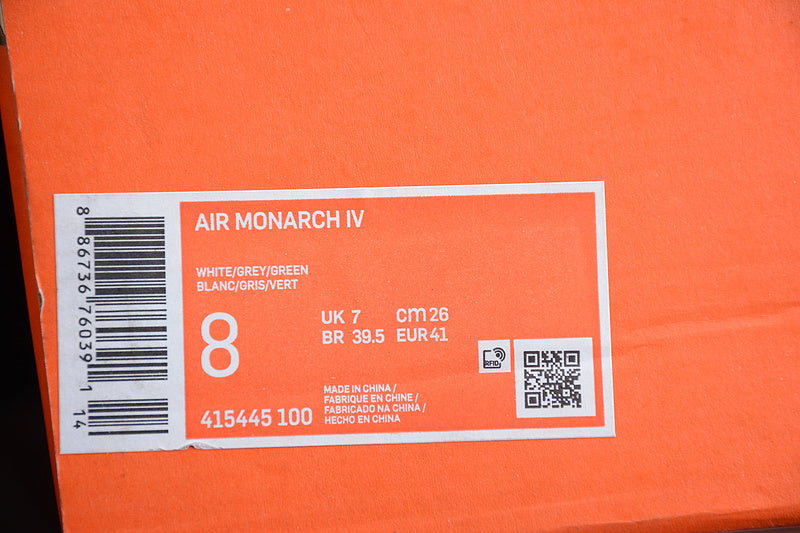 8 86736 76039 1 14
AIR MONARCH IV
WHITE/GREY/GREEN
BLANC/GRIS/VERT
8
UK 7 cm 26
BR 39.5 EUR 41
RFID
415445 100
MADE IN CHINA /
FABRIQUE EN CHINE /
FABRICADO NA CHINA /
HECHO EN CHINA